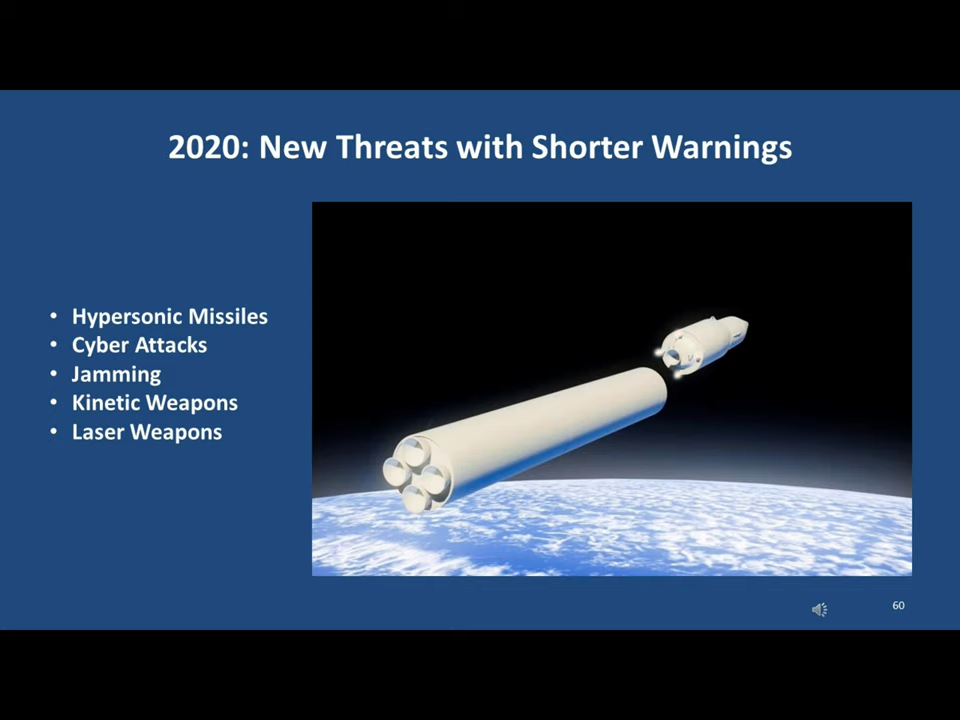 2020: New Threats with Shorter Warnings
• Hypersonic Missiles
• Cyber Attacks
• Jamming
• Kinetic Weapons
• Laser Weapons
60